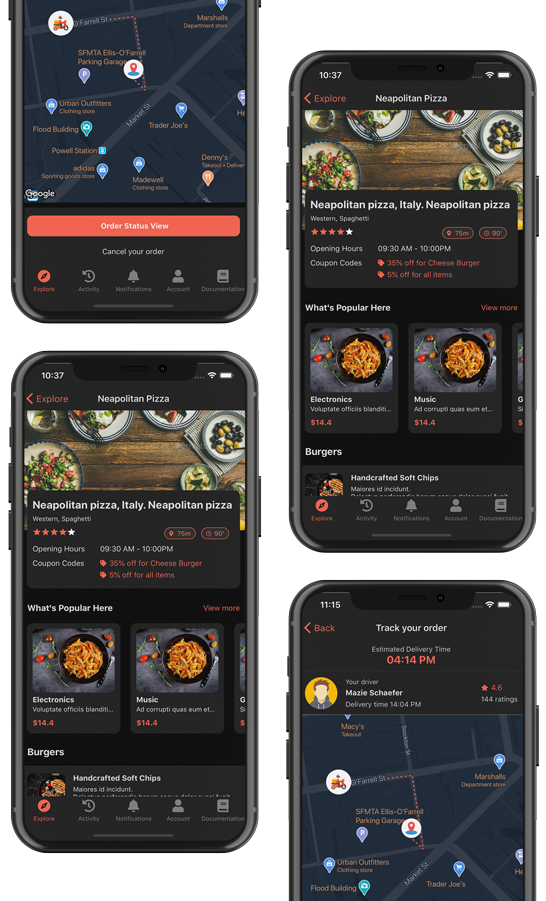 O'Farrell St
Marshalls
Department store
SFMTA Ellis-O'Farrell
Parking Garage
P
Urban Outfitters
Clothing store
Market St
Trader Joe's
Flood Building
Powell Station
Denny's
Takeout • Deliver
adidas
Sporting goods store
Madewell
Clothing store
Google
Order Status View
Cancel your order
Explore
Activity
Notifications
Account
Documentation
10:37
Explore
Neapolitan Pizza
Neapolitan pizza, Italy. Neapolitan pizza
Western, Spaghetti
75m
90'
Opening Hours 09:30 AM - 10:00PM
Coupon Codes 35% off for Cheese Burger
5% off for all items
What's Popular Here View more
Electronics
Voluptate officiis blanditi...
$14.4
Music
Ad corrupti quas eum et...
$14.4
G
Burgers
Handcrafted Soft Chips
Maiores id incidunt.
Explore
Activity
Notifications
Account
Documentation
10:37
Explore
Neapolitan Pizza
Neapolitan pizza, Italy. Neapolitan pizza
Western, Spaghetti
75m
90'
Opening Hours 09:30 AM - 10:00PM
Coupon Codes 35% off for Cheese Burger
5% off for all items
What's Popular Here View more
Electronics
Voluptate officiis blanditi...
$14.4
Music
Ad corrupti quas eum et...
$14.4
G
Si
$
Burgers
Handcrafted Soft Chips
Maiores id incidunt.
Explore
Activity
Notifications
Account
Documentation
11:15
Back
Track your order
Estimated Delivery Time
04:14 PM
Your driver
Mazie Schaefer
Delivery time 14:04 PM
4.6
144 ratings
Macy's
Takeout
Stockton St
O'Farrell St
Marshalls
Department store
SFMTA Ellis-O'Farrell
Parking Garage
P
Urban Outfitters
Clothing store
Market St
Trader Joe's
Flood Building